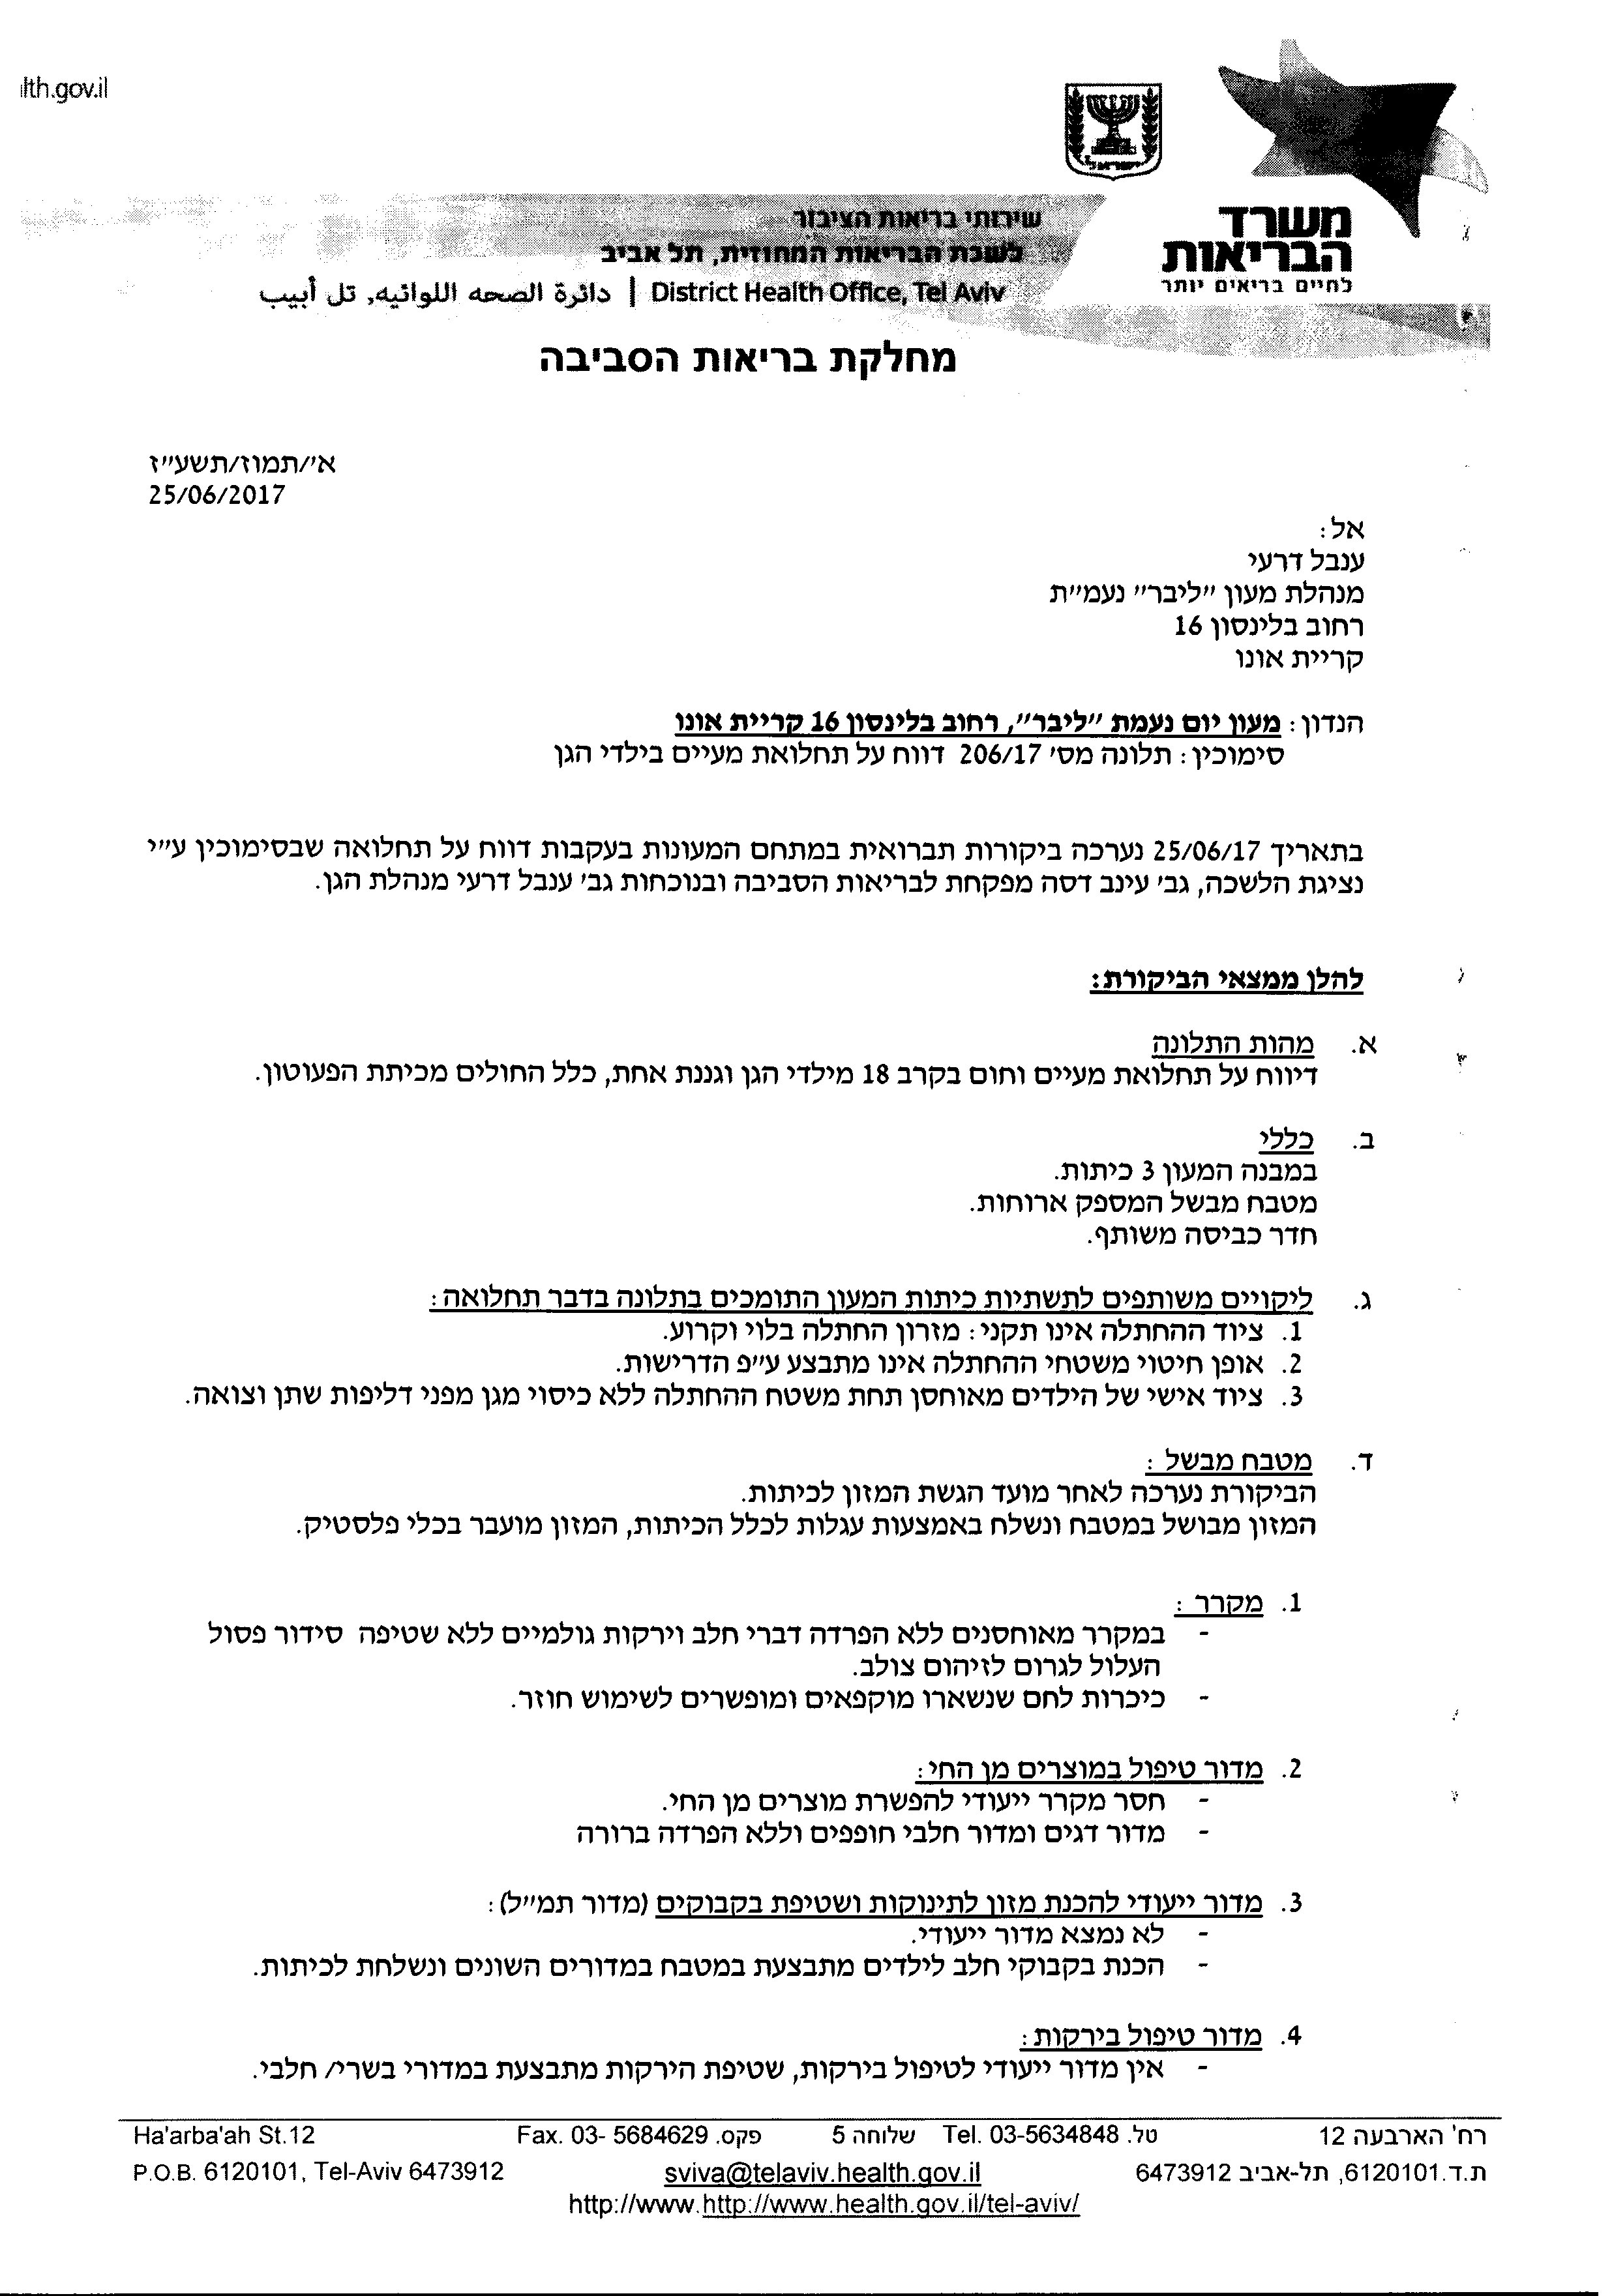 lth.gov.il
משרד
הבריאות
לחיים בריאים יותר
שירותי בריאות הציבור
לשכת הבריאות המחוזית, תל אביב
District Health Office, Tel Aviv | دائرة الصحه اللوائيه, تل أبيب
מחלקת בריאות הסביבה
א'/תמוז/תשע"ז
25/06/2017
אל:
ענבל דרעי
מנהלת מעון "ליבר" נעמ"ת
רחוב בלינסון 16
קריית אונו
הנדון: מעון יום נעמת "ליבר", רחוב בלינסון 16 קריית אונו
סימוכין: תלונה מס' 206/17 דווח על תחלואת מעיים בילדי הגן
בתאריך 25/06/17 נערכה ביקורות תברואית במתחם המעונות בעקבות דווח על תחלואה שבסימוכין ע"י
נציגת הלשכה, גב' עינב דסה מפקחת לבריאות הסביבה ובנוכחות גב' ענבל דרעי מנהלת הגן.
להלן ממצאי הביקורת:
א. מהות התלונה
דיווח על תחלואת מעיים וחום בקרב 18 מילדי הגן וגננת אחת, כלל החולים מכיתת הפעוטון.
ב. כללי
במבנה המעון 3 כיתות.
מטבח מבשל המספק ארוחות.
חדר כביסה משותף.
ג. ליקויים משותפים לתשתיות כיתות המעון התומכים בתלונה בדבר תחלואה:
1. ציוד ההחתלה אינו תקני: מזרון החתלה בלוי וקרוע.
2. אופן חיטוי משטחי ההחתלה אינו מתבצע ע"פ הדרישות.
3. ציוד אישי של הילדים מאוחסן תחת משטח ההחתלה ללא כיסוי מגן מפני דליפות שתן וצואה.
ד. מטבח מבשל :
הביקורת נערכה לאחר מועד הגשת המזון לכיתות.
המזון מבושל במטבח ונשלח באמצעות עגלות לכלל הכיתות, המזון מועבר בכלי פלסטיק.
1. מקרר :
- במקרר מאוחסנים ללא הפרדה דברי חלב וירקות גולמיים ללא שטיפה סידור פסול
העלול לגרום לזיהום צולב.
- כיכרות לחם שנשארו מוקפאים ומופשרים לשימוש חוזר.
2. מדור טיפול במוצרים מן החי:
- חסר מקרר ייעודי להפשרת מוצרים מן החי.
- מדור דגים ומדור חלבי חופפים וללא הפרדה ברורה
3. מדור ייעודי להכנת מזון לתינוקות ושטיפת בקבוקים (מדור תמ"ל):
- לא נמצא מדור ייעודי.
- הכנת בקבוקי חלב לילדים מתבצעת במטבח במדורים השונים ונשלחת לכיתות.
4. מדור טיפול בירקות:
- אין מדור ייעודי לטיפול בירקות, שטיפת הירקות מתבצעת במדורי בשרי/ חלבי.
רח' הארבעה 12 טל. Tel. 03-5634848 שלוחה 5 פקס. Fax. 03- 5684629 Ha'arba'ah St.12
ת.ד.6120101, תל-אביב 6473912 sviva@telaviv.health.gov.il P.O.B. 6120101, Tel-Aviv 6473912
http://www.http://www.health.gov.il/tel-aviv/